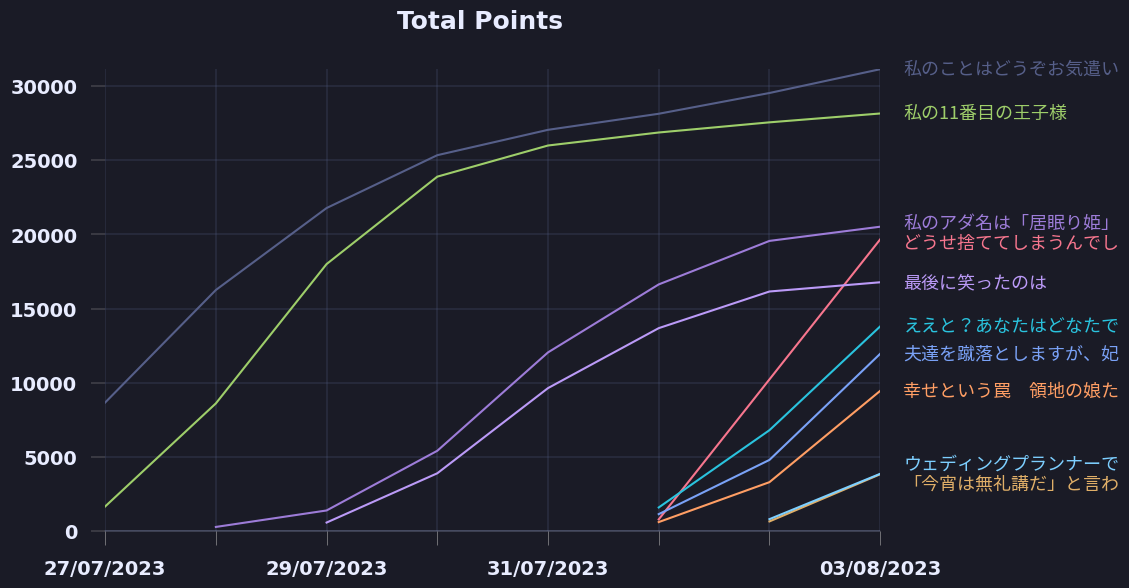 Total Points
30000
25000
20000
15000
10000
5000
0
27/07/2023
29/07/2023
31/07/2023
03/08/2023
私のことはどうぞお気遣い
私の11番目の王子様
私のアダ名は「居眠り姫」
どうせ捨ててしまうんでし
最後に笑ったのは
ええと？あなたはどなたで
夫達を蹴落としますが、妃
幸せという罠　領地の娘た
ウェディングプランナーで
「今宵は無礼講だ」と言わ